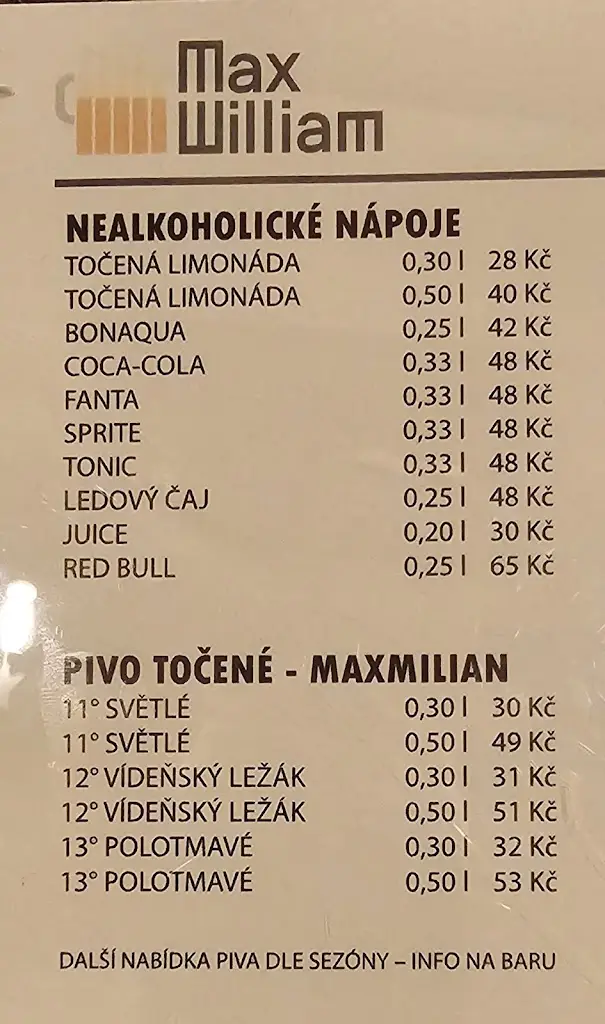 Max
William
NEALKOHOLICKÉ NÁPOJE
TOČENÁ LIMONÁDA 0,30 l 28 Kč
TOČENÁ LIMONÁDA 0,50 l 40 Kč
BONAQUA 0,25 l 42 Kč
COCA-COLA 0,33 l 48 Kč
FANTA 0,33 l 48 Kč
SPRITE 0,33 l 48 Kč
TONIC 0,33 l 48 Kč
LEDOVÝ ČAJ 0,25 l 48 Kč
JUICE 0,20 l 30 Kč
RED BULL 0,25 l 65 Kč
PIVO TOČENÉ - MAXMILIAN
11° SVĚTLÉ 0,30 l 30 Kč
11° SVĚTLÉ 0,50 l 49 Kč
12° VÍDEŇSKÝ LEŽÁK 0,30 l 31 Kč
12° VÍDEŇSKÝ LEŽÁK 0,50 l 51 Kč
13° POLOTMAVÉ 0,30 l 32 Kč
13° POLOTMAVÉ 0,50 l 53 Kč
DALŠÍ NABÍDKA PIVA DLE SEZÓNY – INFO NA BARU